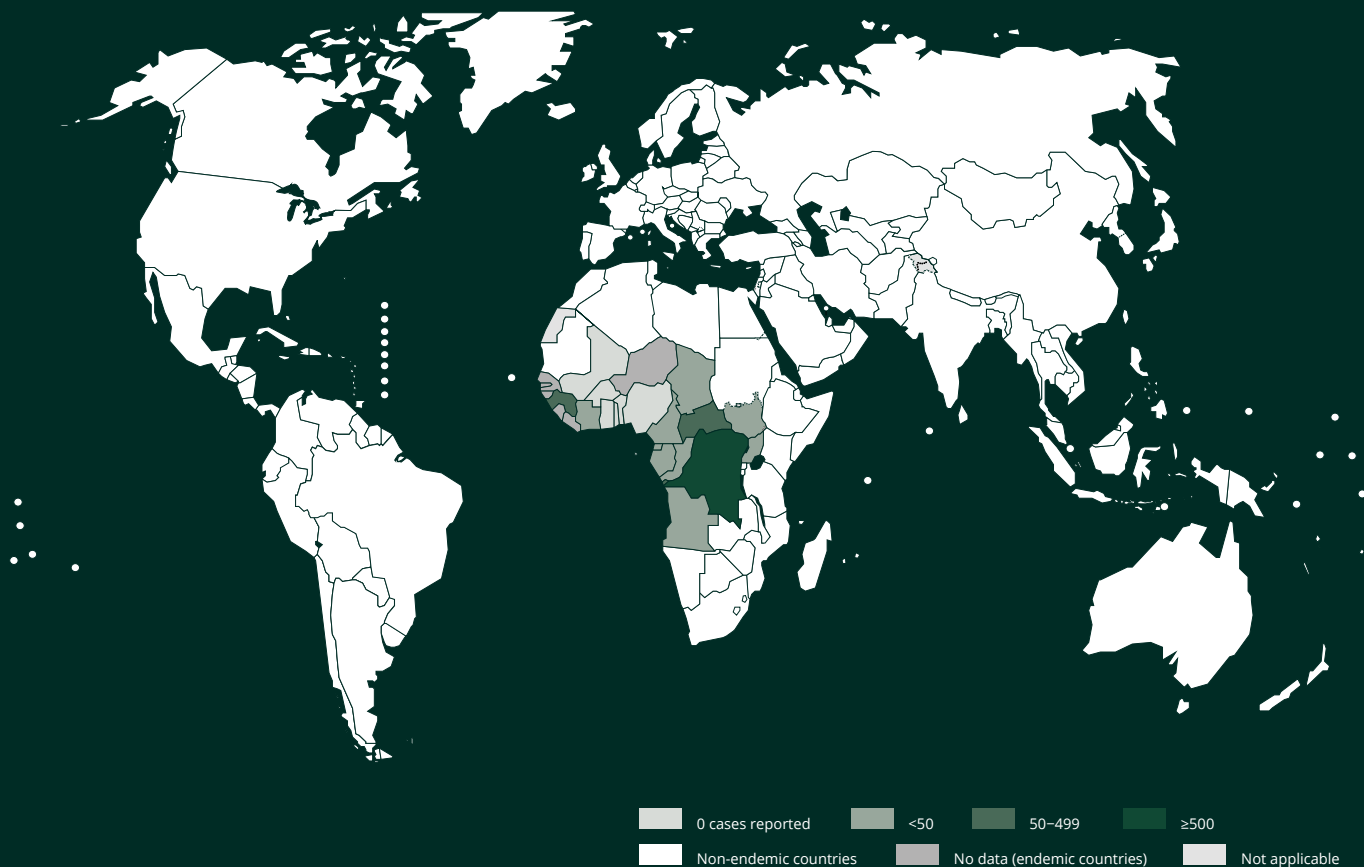 0 cases reported <50 50–499 ≥500
Non-endemic countries No data (endemic countries) Not applicable